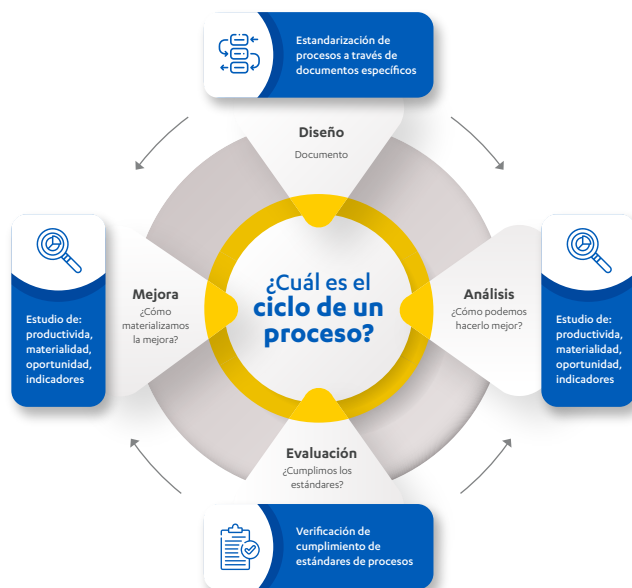 Estandarización de
procesos a través de
documentos específicos
Diseño
Documento
¿Cuál es el
ciclo de un
proceso?
Mejora
¿Cómo
materializamos
la mejora?
Estudio de:
productivida,
materialidad,
oportunidad,
indicadores
Análisis
¿Cómo podemos
hacerlo mejor?
Estudio de:
productivida,
materialidad,
oportunidad,
indicadores
Evaluación
¿Cumplimos los
estándares?
Verificación de
cumplimiento de
estándares de procesos